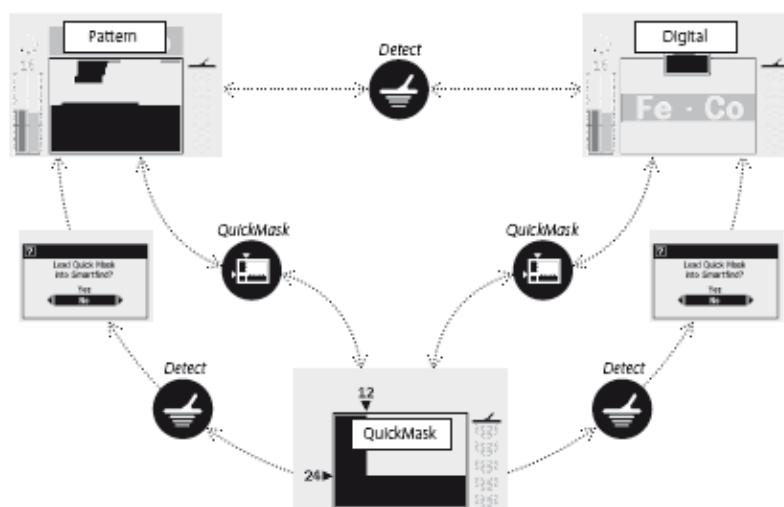 Pattern
Digital
Detect
16
16
Fe · Co
QuickMask
QuickMask
?
Load Quick Mask
into Smartfind?
Yes
No
?
Load Quick Mask
into Smartfind?
Yes
No
Detect
Detect
12
QuickMask
24